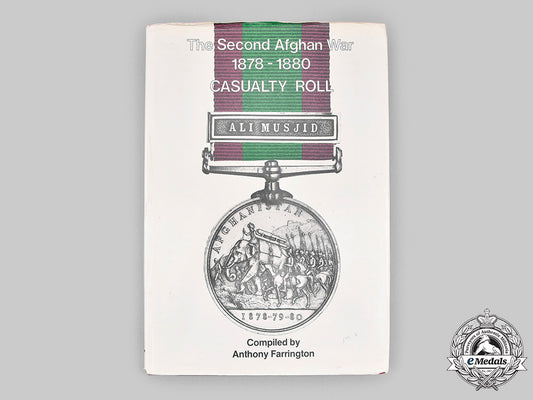 The Second Afghan War
1878 - 1880
CASUALTY ROLL
ALI MUSJID
AFGHANISTAN
1878-79-80
Compiled by
Anthony Farrington
eMedals